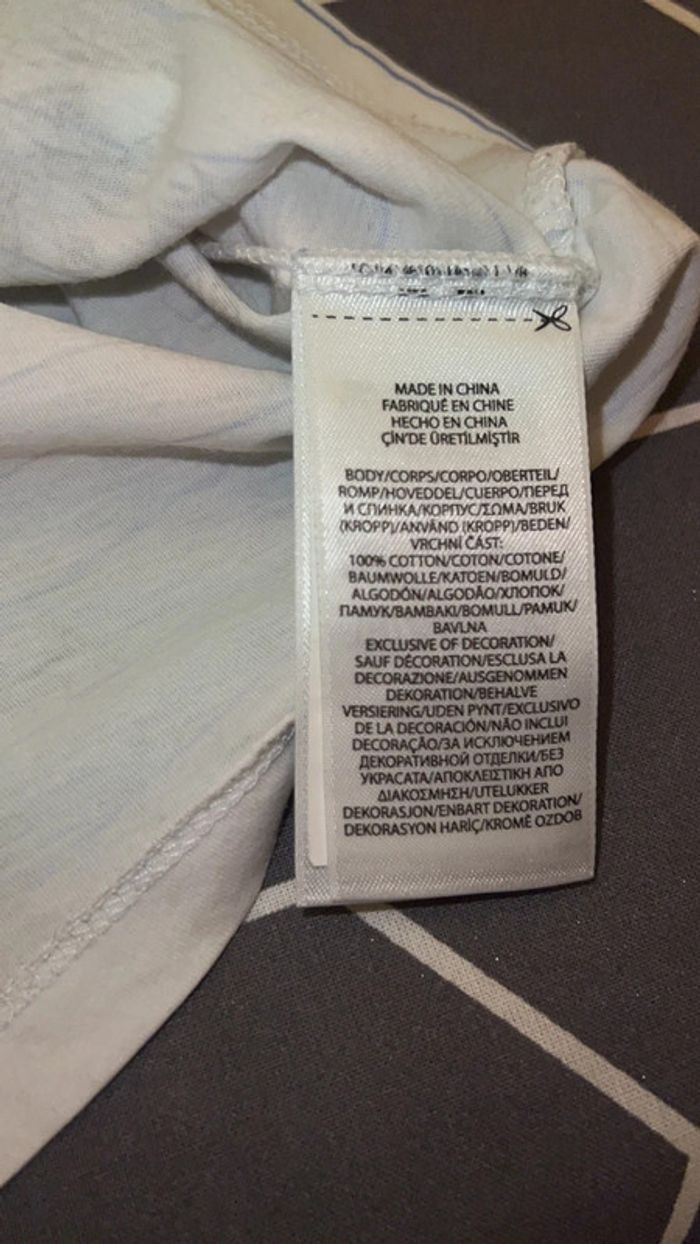 MADE IN CHINA
FABRIQUÉ EN CHINE
HECHO EN CHINA
ÇİN'DE ÜRETİLMİŞTİR
BODY/CORPS/CORPO/OBERTEIL/
ROMP/HOVEDDEL/CUERPO/ПЕРЕД
И СПИНКА/КОРПУС/ΣΩΜΑ/BRUK
(KROPP)/ANVÄND (KROPP)/BEDEN/
VRCHNÍ ČÁST:
100% COTTON/COTON/COTONE/
BAUMWOLLE/KATOEN/BOMULD/
ALGODÓN/ALGODÃO/ХЛОПОК/
ПАМУК/ΒΑΜΒΑΚΙ/BOMULL/PAMUK/
BAVLNA
EXCLUSIVE OF DECORATION/
SAUF DÉCORATION/ESCLUSA LA
DECORAZIONE/AUSGENOMMEN
DEKORATION/BEHALVE
VERSIERING/UDEN PYNT/EXCLUSIVO
DE LA DECORACIÓN/NÃO INCLUI
DECORAÇÃO/ЗА ИСКЛЮЧЕНИЕМ
ДЕКОРАТИВНОЙ ОТДЕЛКИ/БЕЗ
УКРАСАТА/ΑΠΟΚΛΕΙΣΤΙΚΗ ΑΠΟ
ΔΙΑΚΟΣΜΗΣΗ/UTELUKKER
DEKORASJON/ENBART DEKORATION/
DEKORASYON HARİÇ/KROMĚ OZDOB